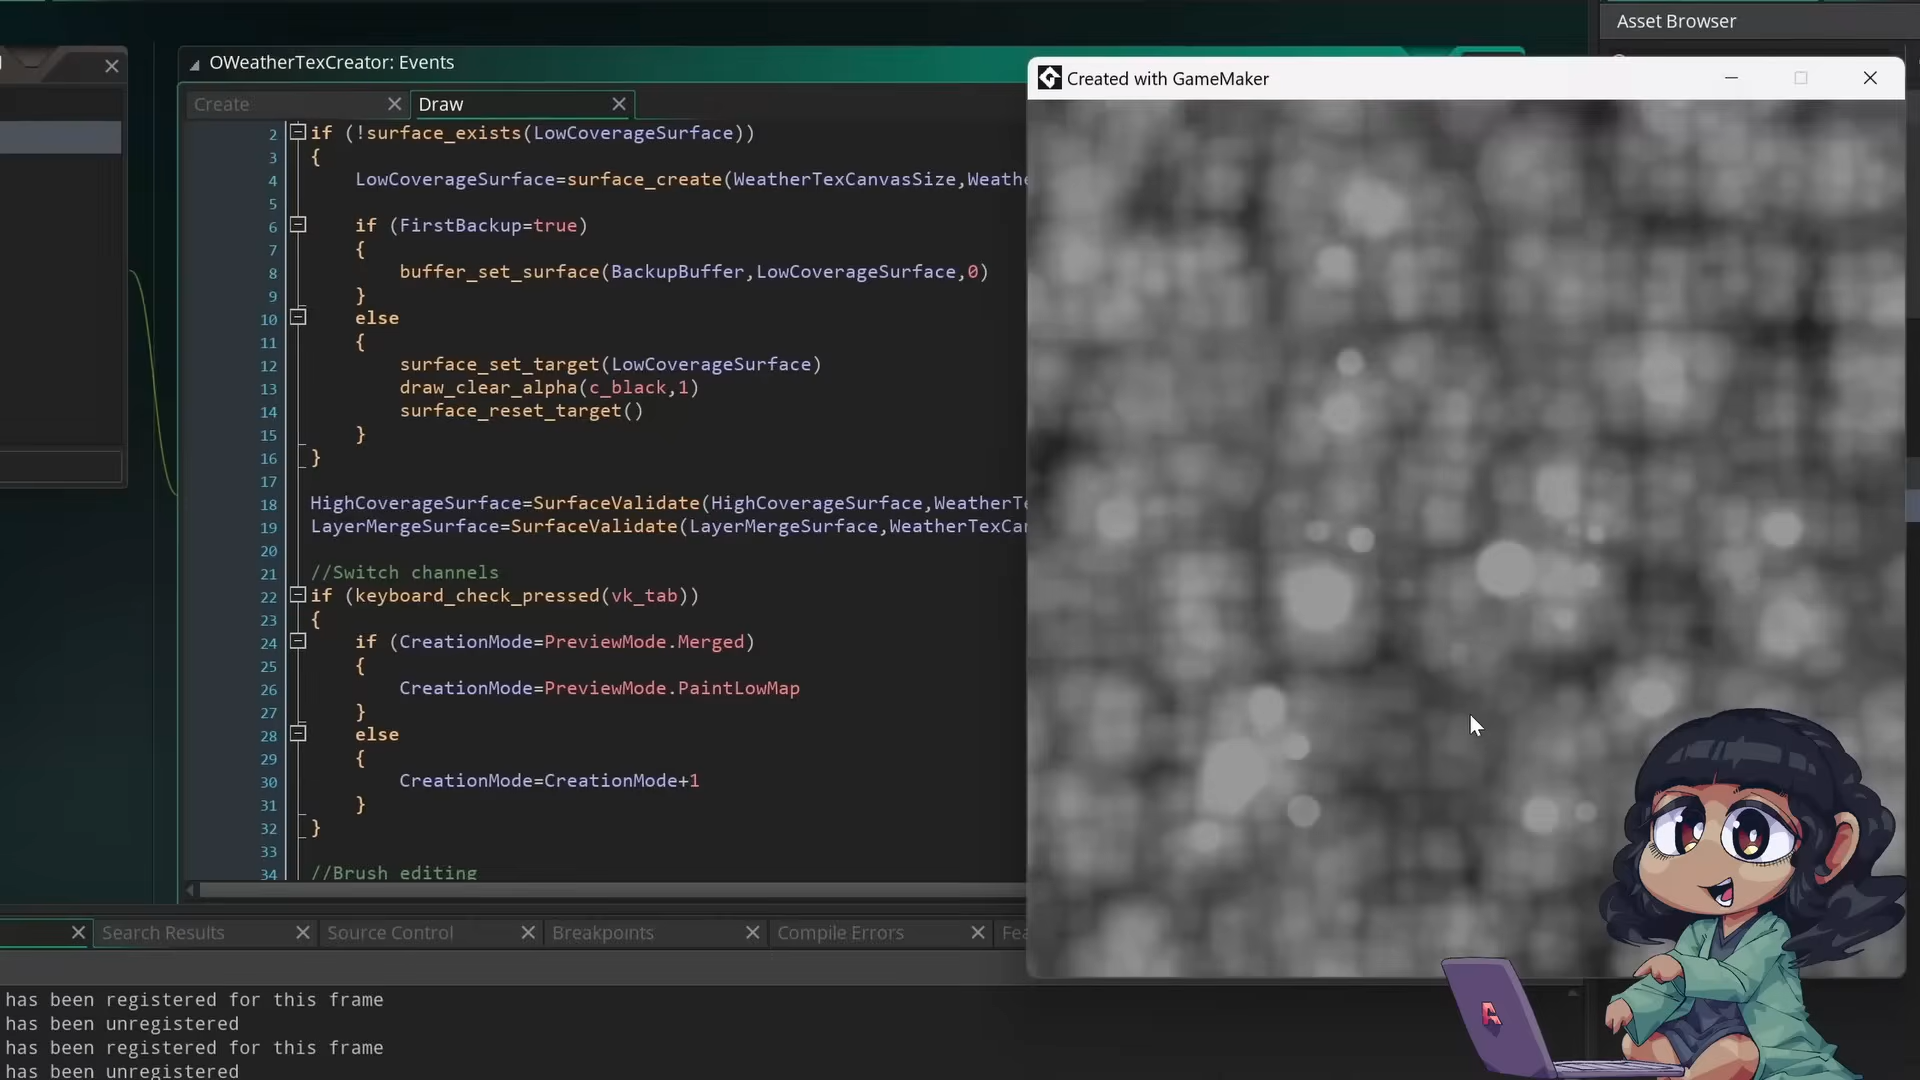 Asset Browser
OWeatherTexCreator: Events
Created with GameMaker
Create
Draw
2 if (!surface_exists(LowCoverageSurface))
3 {
4 LowCoverageSurface=surface_create(WeatherTexCanvasSize,Weathe
5
6 if (FirstBackup=true)
7 {
8 buffer_set_surface(BackupBuffer,LowCoverageSurface,0)
9 }
10 else
11 {
12 surface_set_target(LowCoverageSurface)
13 draw_clear_alpha(c_black,1)
14 surface_reset_target()
15 }
16 }
17
18 HighCoverageSurface=SurfaceValidate(HighCoverageSurface,WeatherTe
19 LayerMergeSurface=SurfaceValidate(LayerMergeSurface,WeatherTexCan
20
21 //Switch channels
22 if (keyboard_check_pressed(vk_tab))
23 {
24 if (CreationMode=PreviewMode.Merged)
25 {
26 CreationMode=PreviewMode.PaintLowMap
27 }
28 else
29 {
30 CreationMode=CreationMode+1
31 }
32 }
33
34 //Brush editing
Search Results
Source Control
Breakpoints
Compile Errors
Fea
has been registered for this frame
has been unregistered
has been registered for this frame
has been unregistered